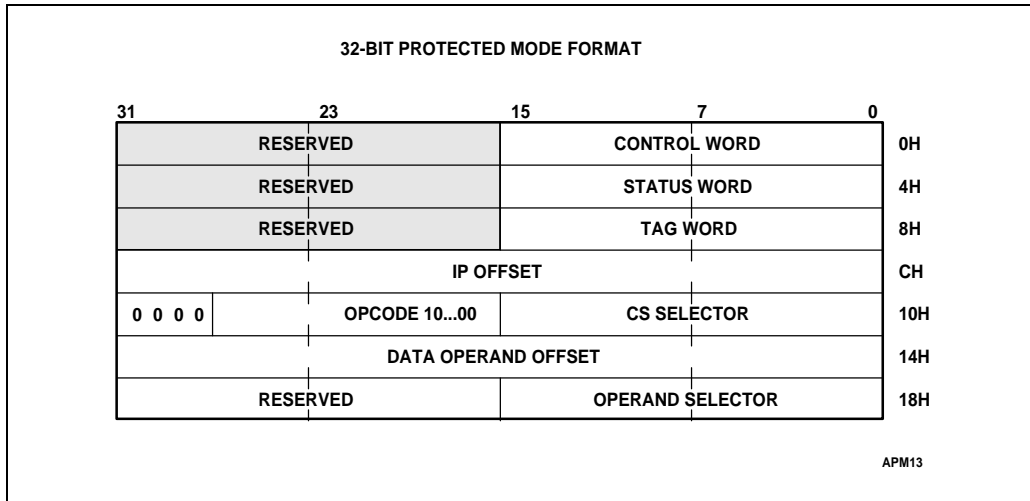 32-BIT PROTECTED MODE FORMAT
31 23 15 7 0
RESERVED CONTROL WORD 0H
RESERVED STATUS WORD 4H
RESERVED TAG WORD 8H
IP OFFSET CH
0 0 0 0 OPCODE 10...00 CS SELECTOR 10H
DATA OPERAND OFFSET 14H
RESERVED OPERAND SELECTOR 18H
APM13